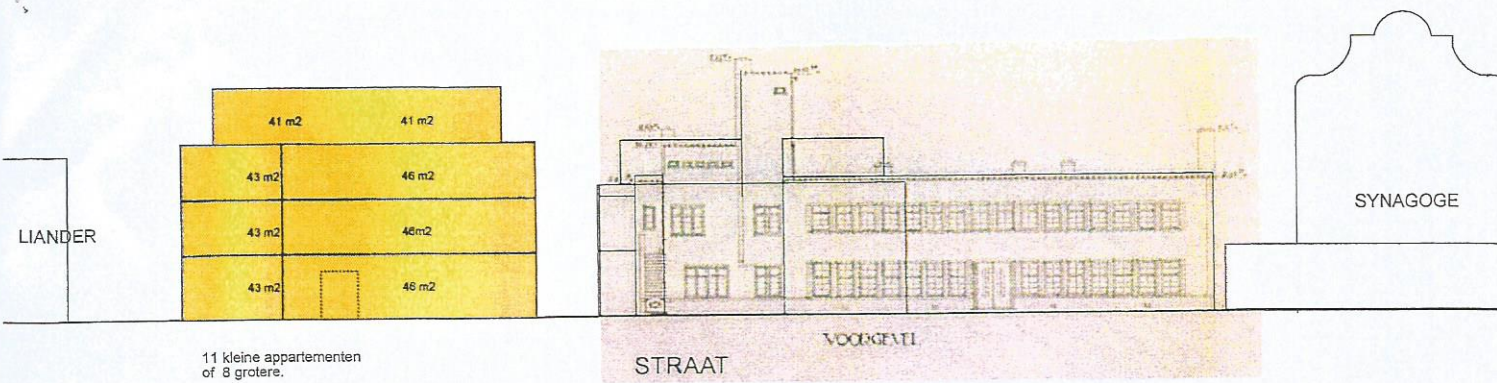 41 m2 41 m2
43 m2 46 m2
43 m2 46m2
43 m2 46 m2
LIANDER
SYNAGOGE
VOORGEVEL
11 kleine appartementen
of 8 grotere.
STRAAT